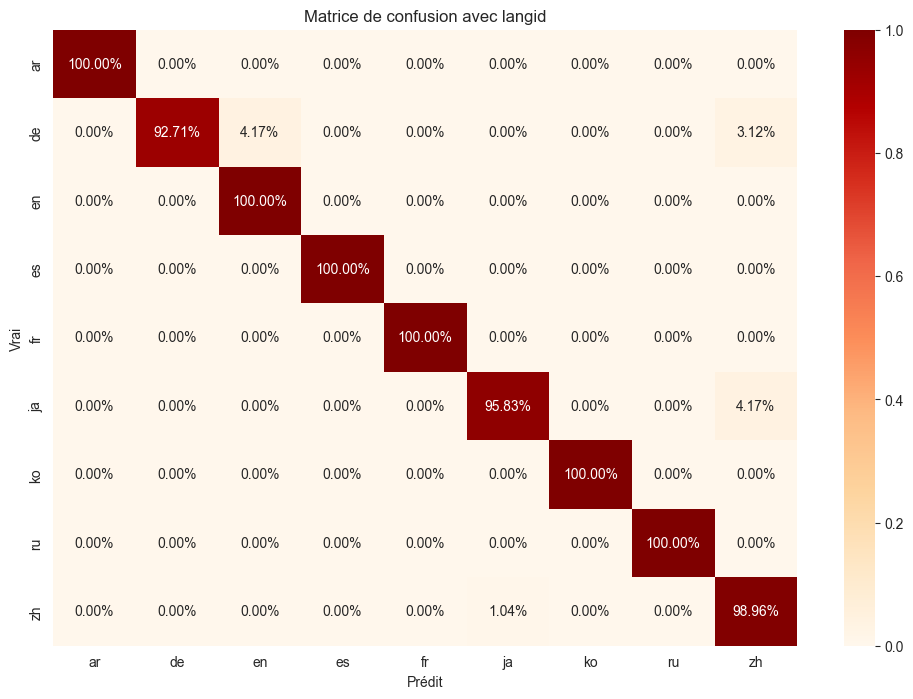 Matrice de confusion avec langid
ar 100.00% 0.00% 0.00% 0.00% 0.00% 0.00% 0.00% 0.00% 0.00%
de 0.00% 92.71% 4.17% 0.00% 0.00% 0.00% 0.00% 0.00% 3.12%
en 0.00% 0.00% 100.00% 0.00% 0.00% 0.00% 0.00% 0.00% 0.00%
es 0.00% 0.00% 0.00% 100.00% 0.00% 0.00% 0.00% 0.00% 0.00%
fr 0.00% 0.00% 0.00% 0.00% 100.00% 0.00% 0.00% 0.00% 0.00%
Vrai
ja 0.00% 0.00% 0.00% 0.00% 0.00% 95.83% 0.00% 0.00% 4.17%
ko 0.00% 0.00% 0.00% 0.00% 0.00% 0.00% 100.00% 0.00% 0.00%
ru 0.00% 0.00% 0.00% 0.00% 0.00% 0.00% 0.00% 100.00% 0.00%
zh 0.00% 0.00% 0.00% 0.00% 0.00% 1.04% 0.00% 0.00% 98.96%
ar de en es fr ja ko ru zh
Prédit
1.0
0.8
0.6
0.4
0.2
0.0